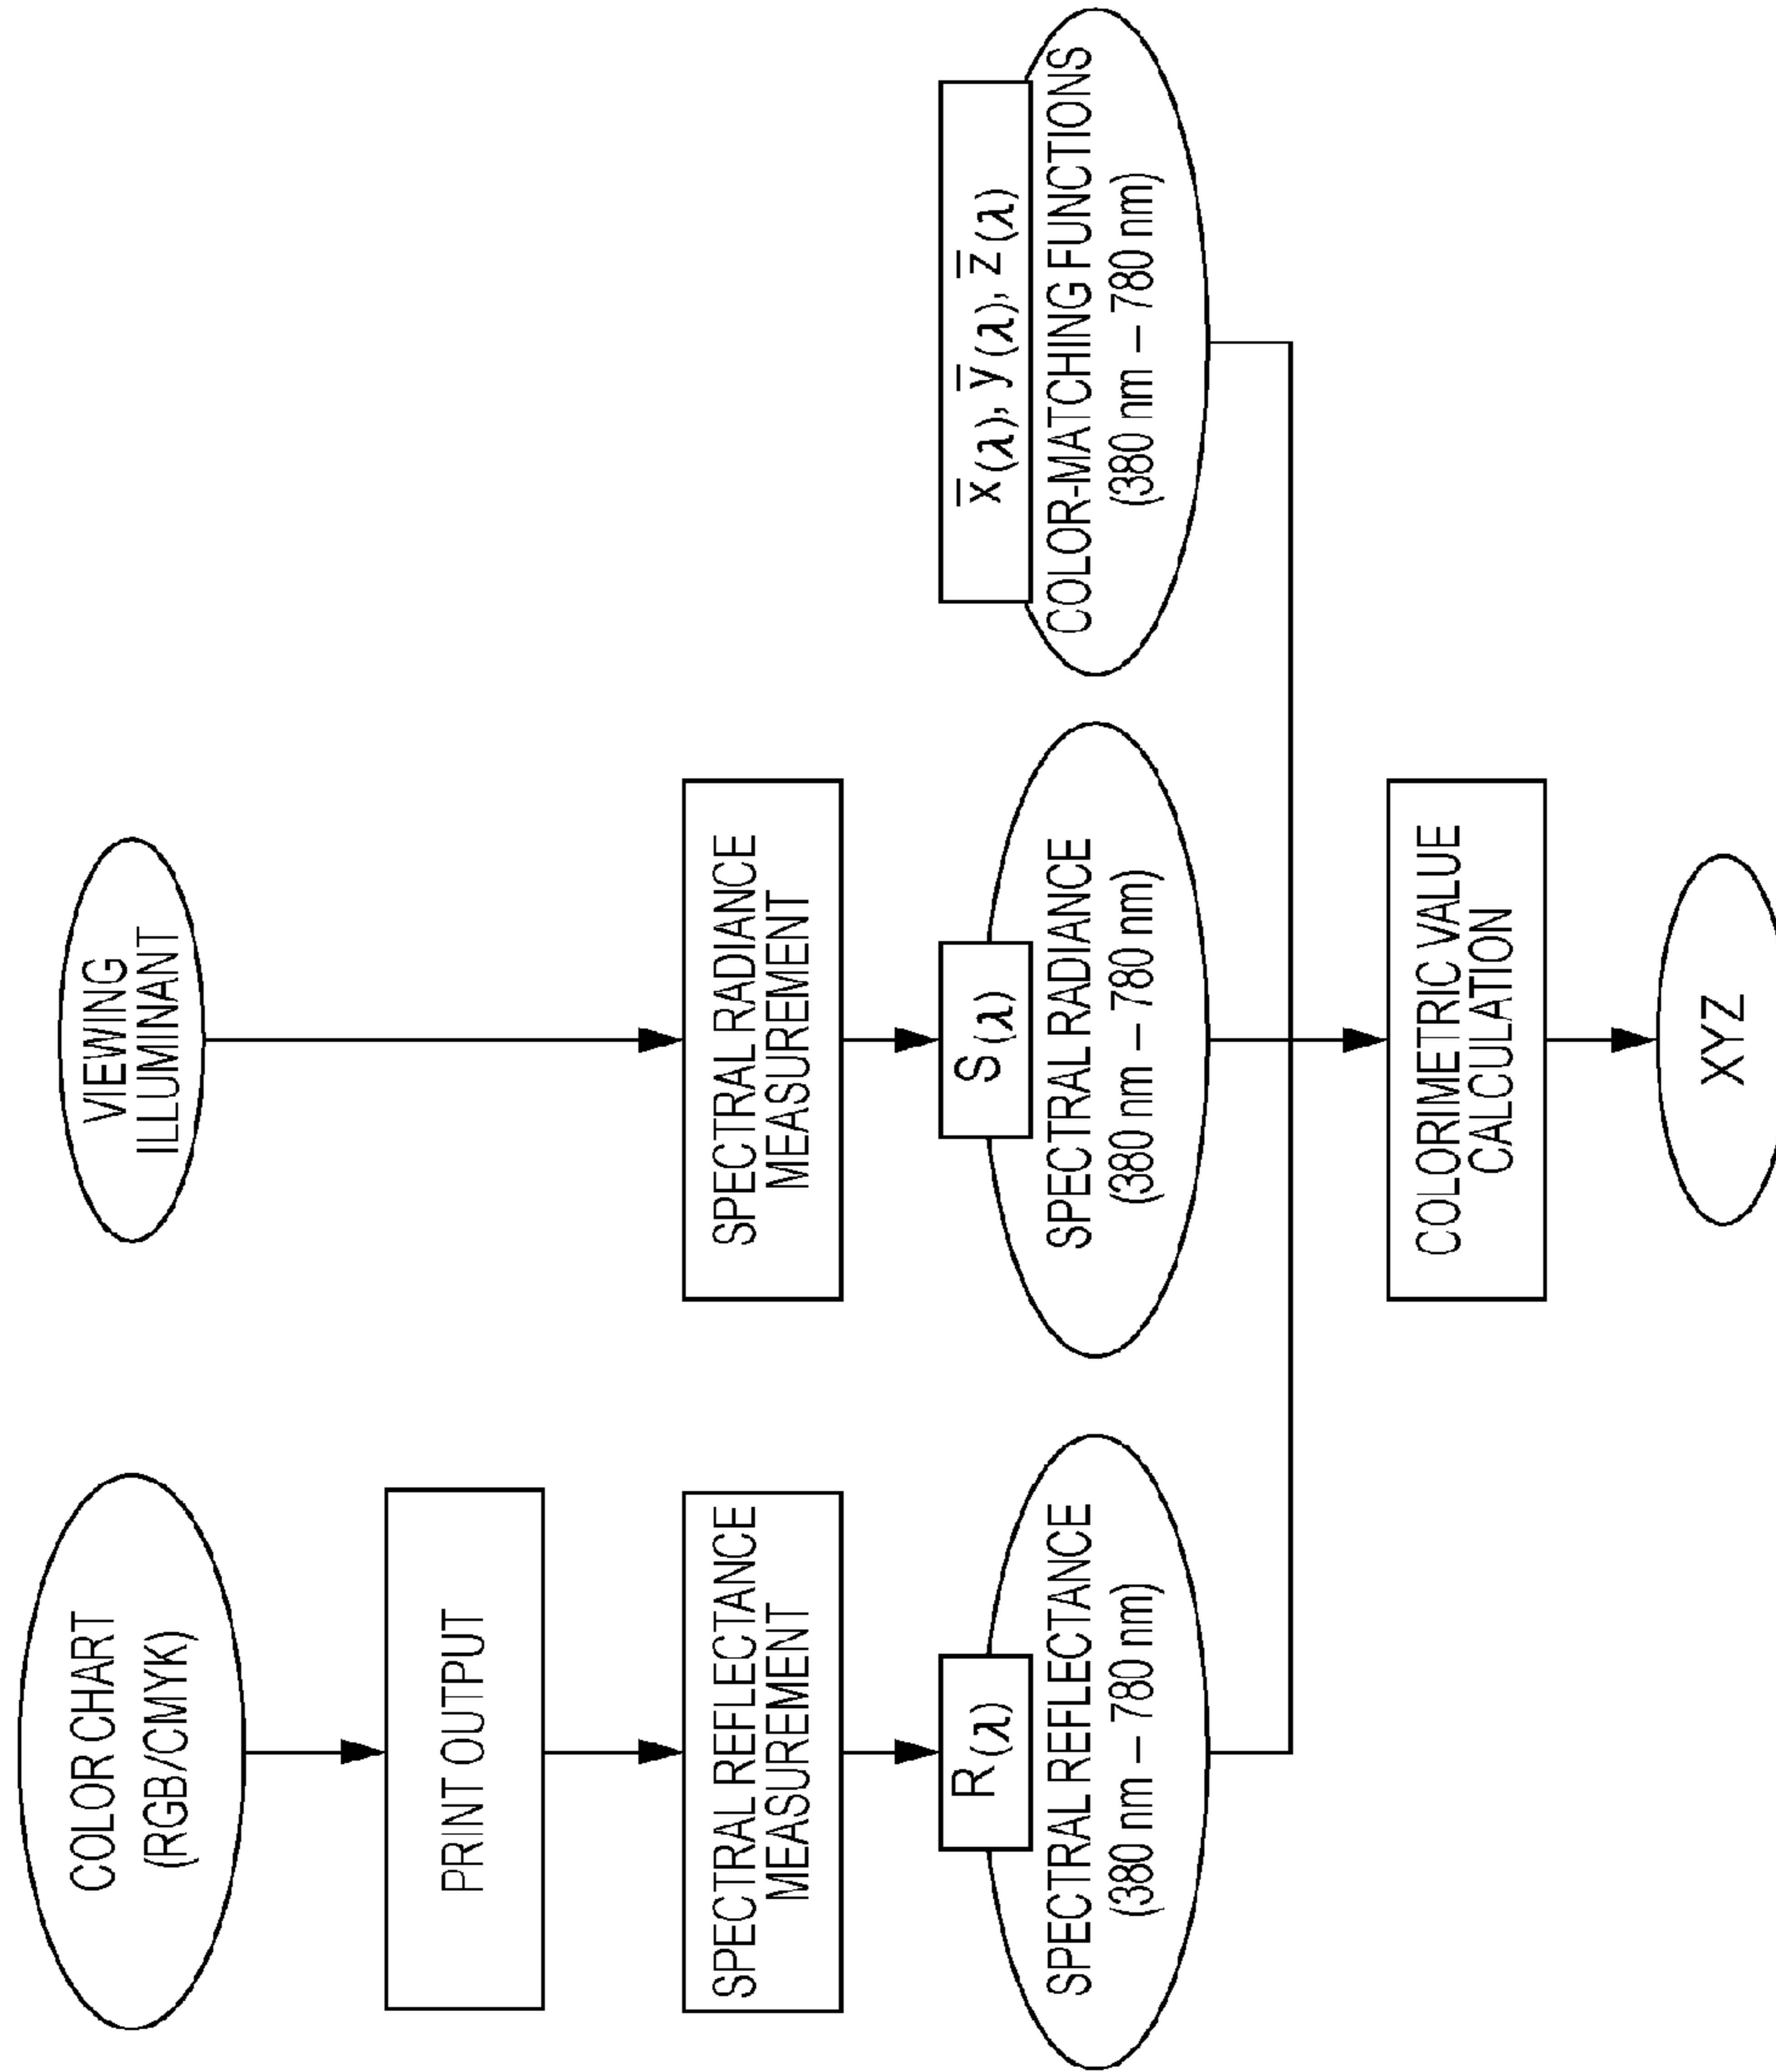 COLOR CHART
(RGB/CMYK)
PRINT OUTPUT
SPECTRAL REFLECTANCE
MEASUREMENT
R(λ)
SPECTRAL REFLECTANCE
(380 nm – 780 nm)
VIEWING
ILLUMINANT
SPECTRAL RADIANCE
MEASUREMENT
S(λ)
SPECTRAL RADIANCE
(380 nm – 780 nm)
x̅(λ), y̅(λ), z̅(λ)
COLOR-MATCHING FUNCTIONS
(380 nm – 780 nm)
COLORIMETRIC VALUE
CALCULATION
XYZ